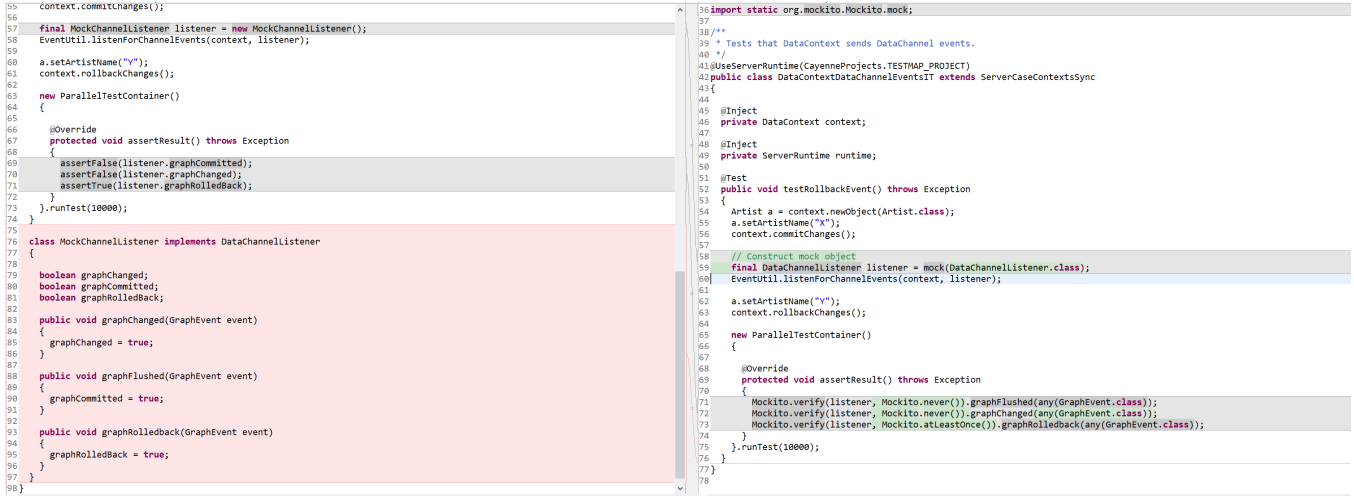 55 context.commitChanges();
56
57 final MockChannelListener listener = new MockChannelListener();
58 EventUtil.listenForChannelEvents(context, listener);
59
60 a.setArtistName("Y");
61 context.rollbackChanges();
62
63 new ParallelTestContainer()
64 {
65
66 @Override
67 protected void assertResult() throws Exception
68 {
69 assertFalse(listener.graphCommitted);
70 assertFalse(listener.graphChanged);
71 assertTrue(listener.graphRolledBack);
72 }
73 }.runTest(10000);
74 }
75
76 class MockChannelListener implements DataChannelListener
77 {
78
79 boolean graphChanged;
80 boolean graphCommitted;
81 boolean graphRolledBack;
82
83 public void graphChanged(GraphEvent event)
84 {
85 graphChanged = true;
86 }
87
88 public void graphFlushed(GraphEvent event)
89 {
90 graphCommitted = true;
91 }
92
93 public void graphRolledback(GraphEvent event)
94 {
95 graphRolledBack = true;
96 }
97 }
98 }
36 import static org.mockito.Mockito.mock;
37
38 /**
39 * Tests that DataContext sends DataChannel events.
40 */
41 @UseServerRuntime(CayenneProjects.TESTMAP_PROJECT)
42 public class DataContextDataChannelEventsIT extends ServerCaseContextsSync
43 {
44
45 @Inject
46 private DataContext context;
47
48 @Inject
49 private ServerRuntime runtime;
50
51 @Test
52 public void testRollbackEvent() throws Exception
53 {
54 Artist a = context.newObject(Artist.class);
55 a.setArtistName("X");
56 context.commitChanges();
57
58 // Construct mock object
59 final DataChannelListener listener = mock(DataChannelListener.class);
60 EventUtil.listenForChannelEvents(context, listener);
61
62 a.setArtistName("Y");
63 context.rollbackChanges();
64
65 new ParallelTestContainer()
66 {
67
68 @Override
69 protected void assertResult() throws Exception
70 {
71 Mockito.verify(listener, Mockito.never()).graphFlushed(any(GraphEvent.class));
72 Mockito.verify(listener, Mockito.never()).graphChanged(any(GraphEvent.class));
73 Mockito.verify(listener, Mockito.atLeastOnce()).graphRolledback(any(GraphEvent.class));
74 }
75 }.runTest(10000);
76 }
77 }
78